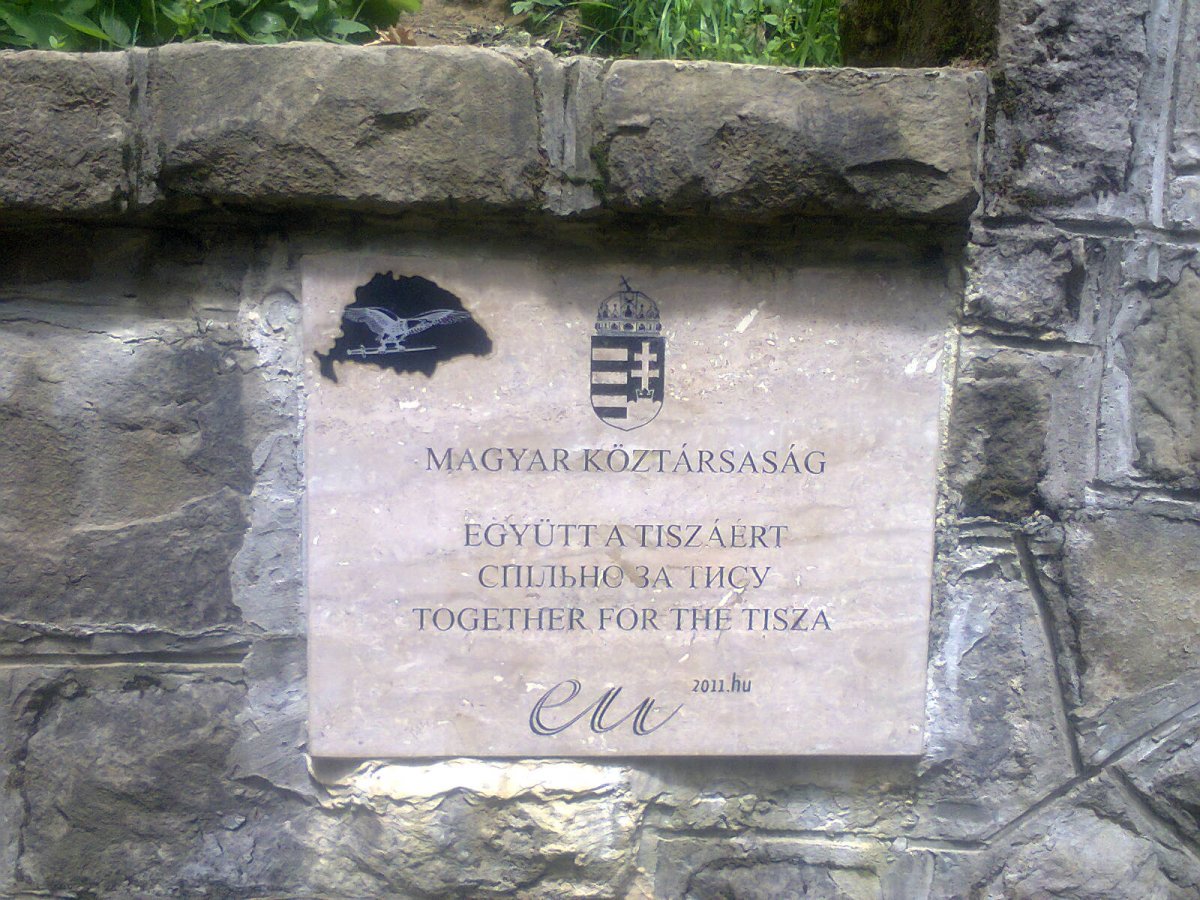 MAGYAR KÖZTÁRSASÁG
EGYÜTT A TISZÁÉRT
СПІЛЬНО ЗА ТИСУ
TOGETHER FOR THE TISZA
eu 2011.hu